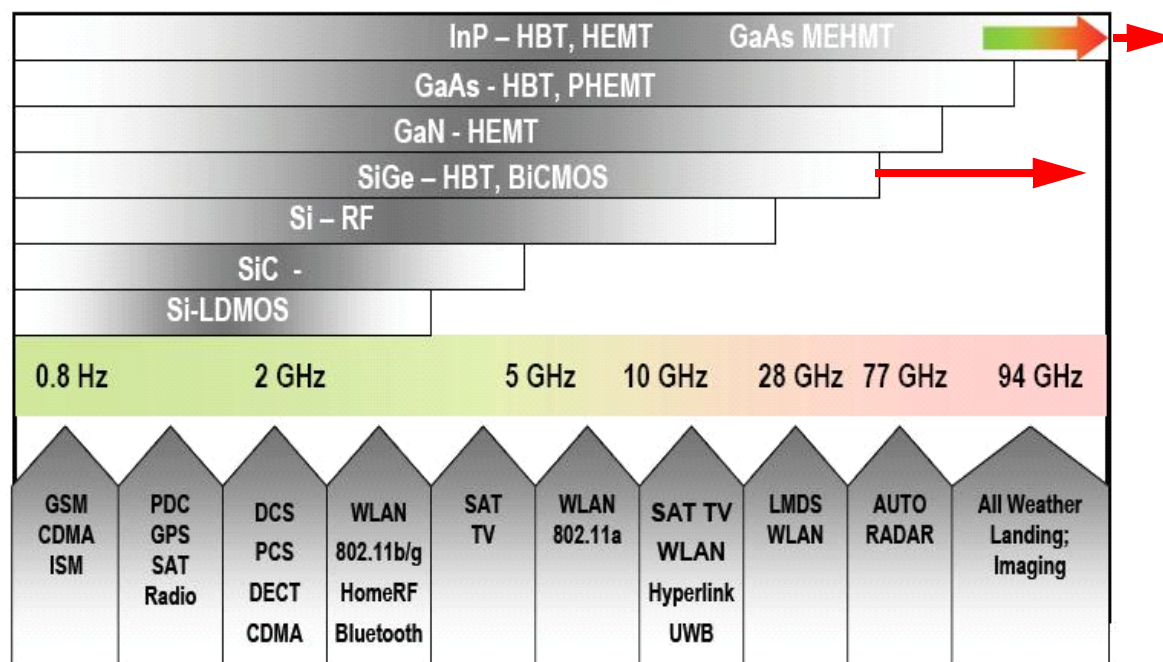 InP – HBT, HEMT GaAs MEHMT
GaAs - HBT, PHEMT
GaN - HEMT
SiGe – HBT, BiCMOS
Si – RF
SiC -
Si-LDMOS
0.8 Hz 2 GHz 5 GHz 10 GHz 28 GHz 77 GHz 94 GHz
GSM
CDMA
ISM
PDC
GPS
SAT
Radio
DCS
PCS
DECT
CDMA
WLAN
802.11b/g
HomeRF
Bluetooth
SAT
TV
WLAN
802.11a
SAT TV
WLAN
Hyperlink
UWB
LMDS
WLAN
AUTO
RADAR
All Weather
Landing;
Imaging